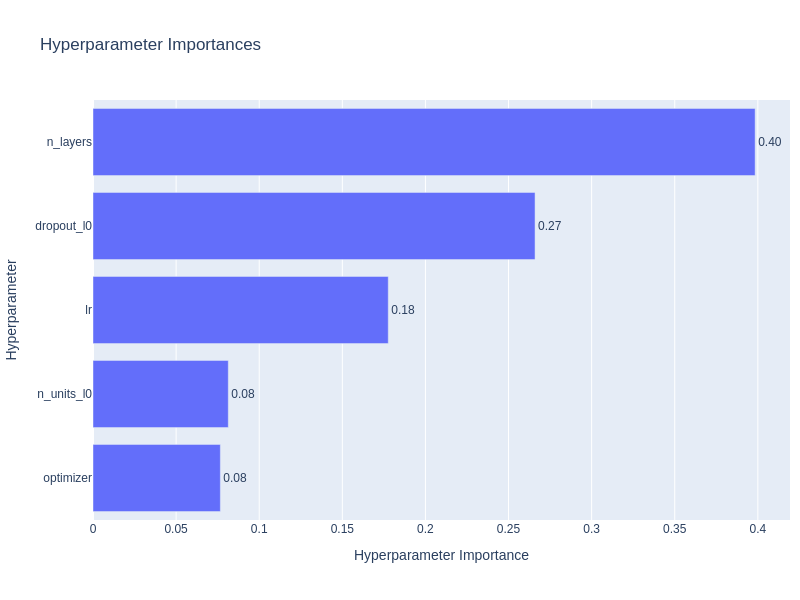 Hyperparameter Importances
n_layers
0.40
dropout_l0
0.27
lr
0.18
n_units_l0
0.08
optimizer
0.08
0
0.05
0.1
0.15
0.2
0.25
0.3
0.35
0.4
Hyperparameter Importance
Hyperparameter